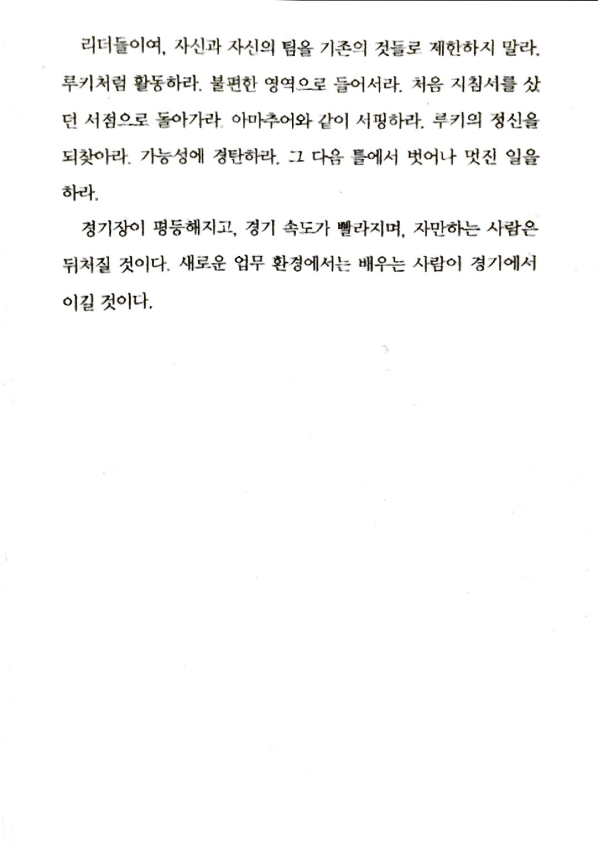 리더들이여, 자신과 자신의 팀을 기존의 것들로 제한하지 말라.
루키처럼 활동하라. 불편한 영역으로 들어서라. 처음 지침서를 샀
던 서점으로 돌아가라. 아마추어와 같이 서핑하라. 루키의 정신을
되찾아라. 가능성에 경탄하라. 그 다음 틀에서 벗어나 멋진 일을
하라.
경기장이 평등해지고, 경기 속도가 빨라지며, 자만하는 사람은
뒤처질 것이다. 새로운 업무 환경에서는 배우는 사람이 경기에서
이길 것이다.